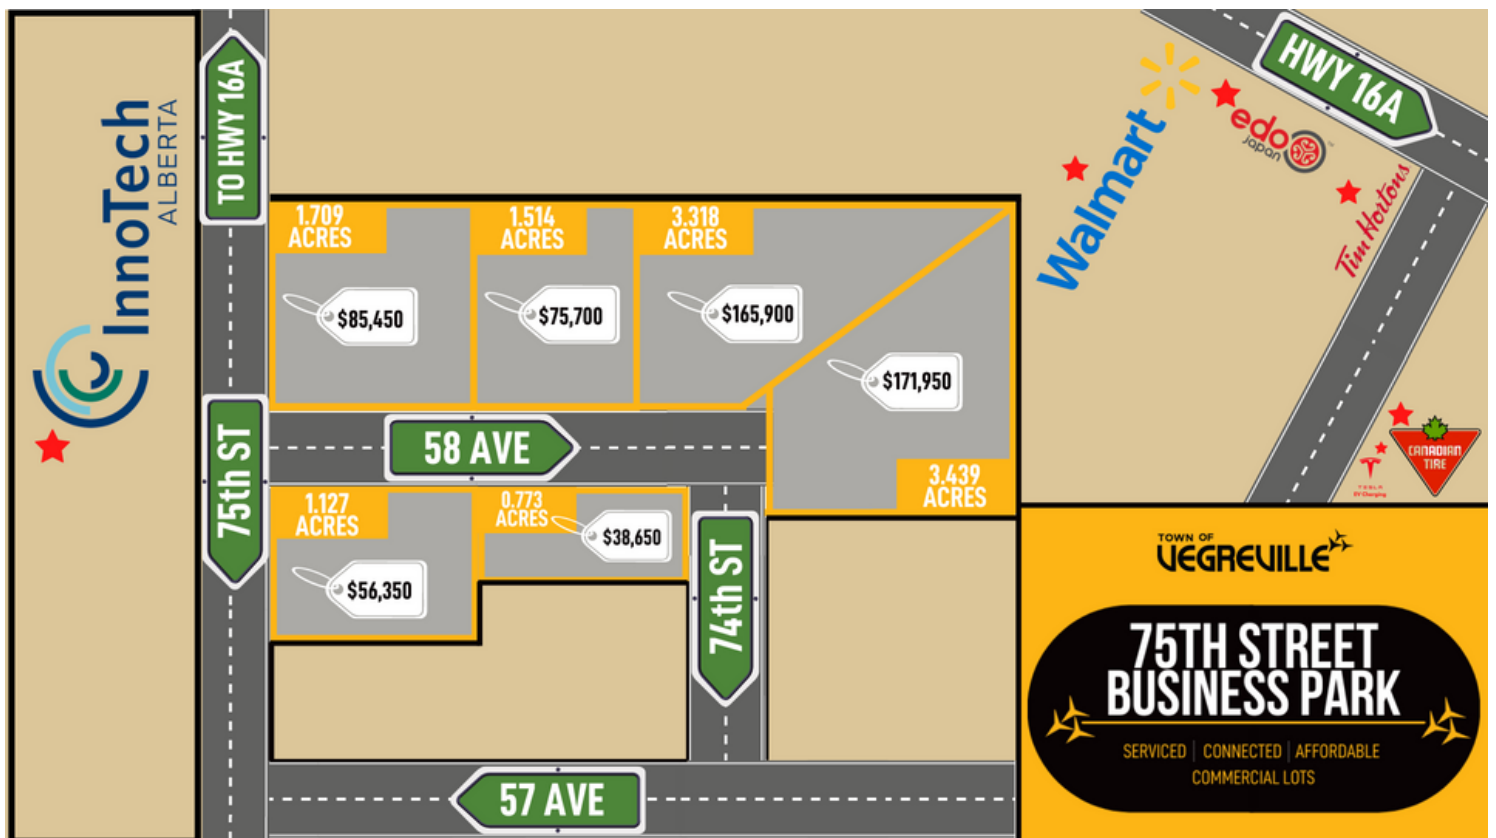 InnoTech
ALBERTA
TO HWY 16A
75th ST
1.709
ACRES
$85,450
1.514
ACRES
$75,700
3.318
ACRES
$165,900
$171,950
3.439
ACRES
58 AVE
1.127
ACRES
$56,350
0.773
ACRES
$38,650
74th ST
57 AVE
Walmart
edo
japan
HWY 16A
Tim Hortons
CANADIAN
TIRE
TESLA
EV Charging
TOWN OF
VEGREVILLE
75TH STREET
BUSINESS PARK
SERVICED | CONNECTED | AFFORDABLE
COMMERCIAL LOTS